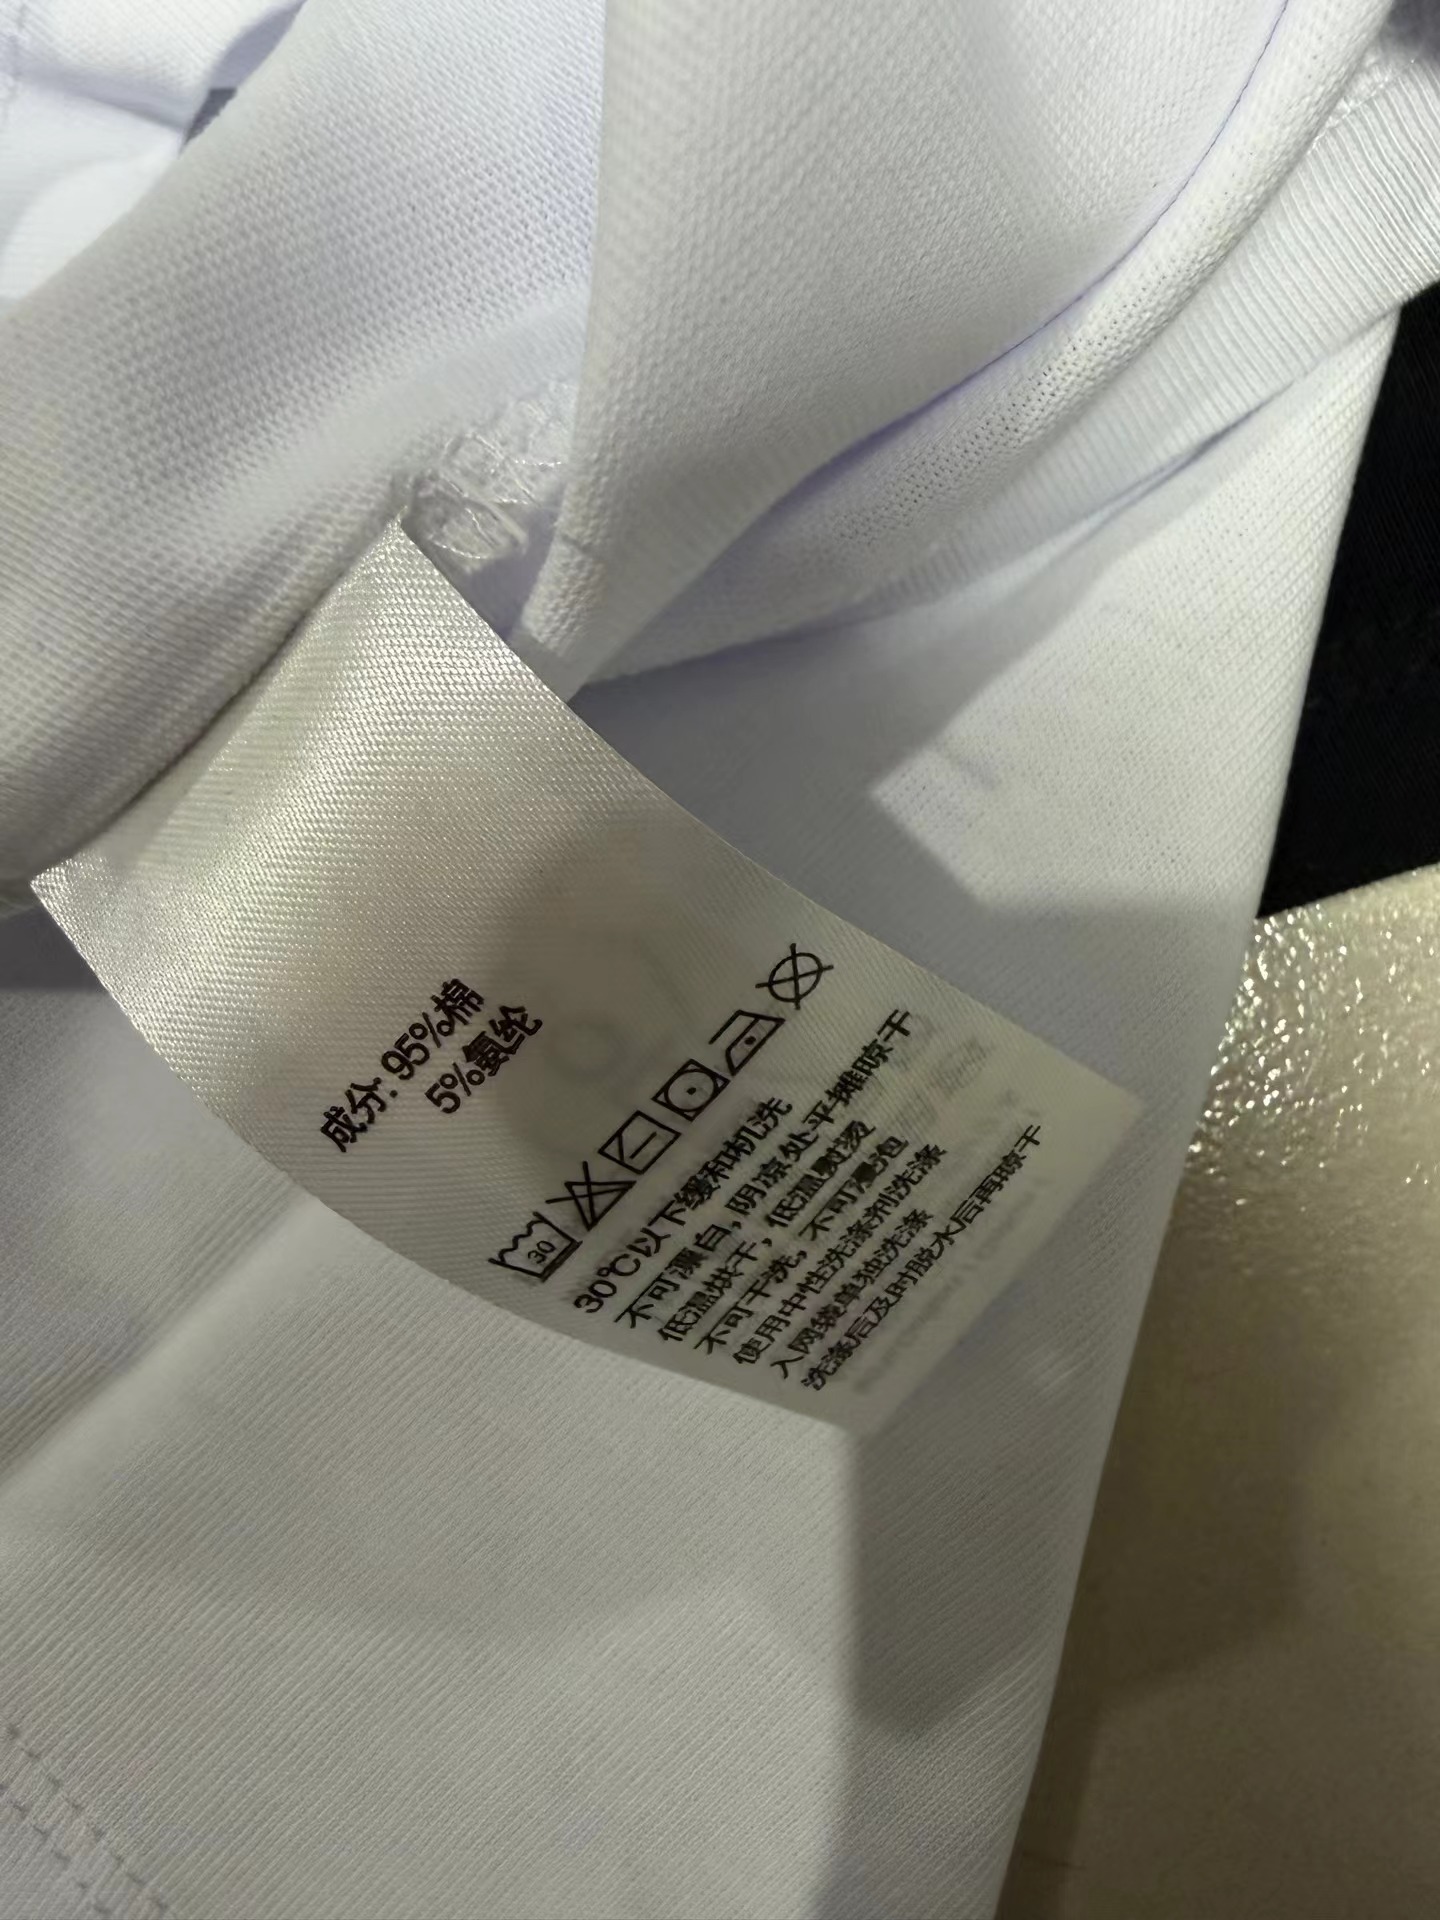 成分: 95%棉
5%氨纶
30
30℃以下缓和机洗
不可漂白, 阴凉处平摊晾干
低温烘干, 低温熨烫
不可干洗, 不可浸泡
使用中性洗涤剂洗涤
入网袋单独洗涤
洗涤后及时脱水后再晾干